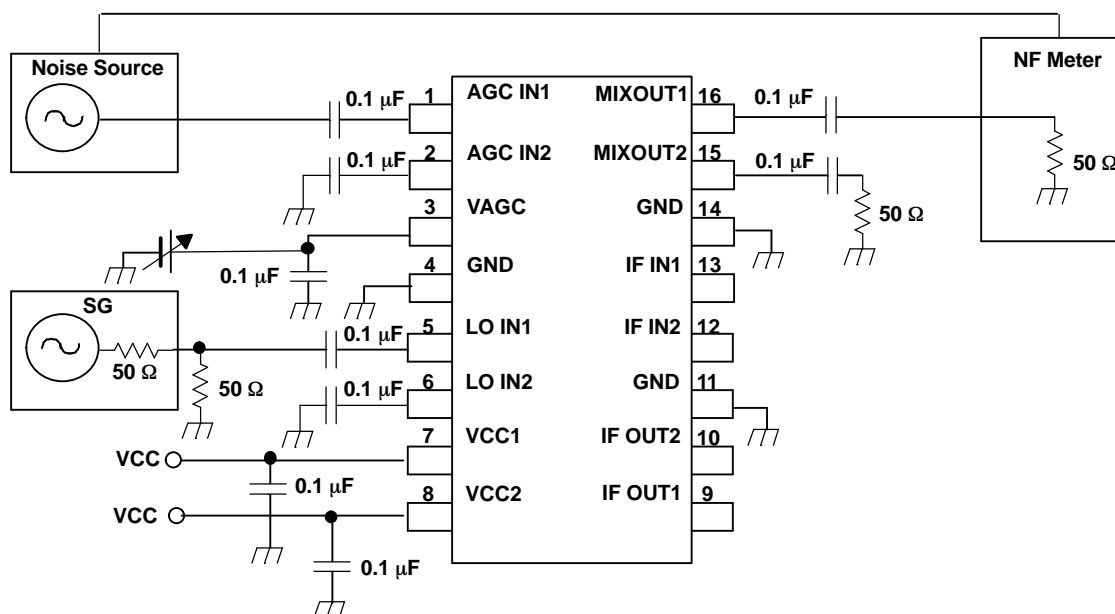 Noise Source
NF Meter
0.1 μF
1
AGC IN1
MIXOUT1
16
0.1 μF
0.1 μF
2
AGC IN2
MIXOUT2
15
0.1 μF
50 Ω
3
VAGC
GND
14
50 Ω
0.1 μF
4
GND
IF IN1
13
SG
50 Ω
0.1 μF
5
LO IN1
IF IN2
12
50 Ω
0.1 μF
6
LO IN2
GND
11
VCC
7
VCC1
IF OUT2
10
0.1 μF
VCC
8
VCC2
IF OUT1
9
0.1 μF